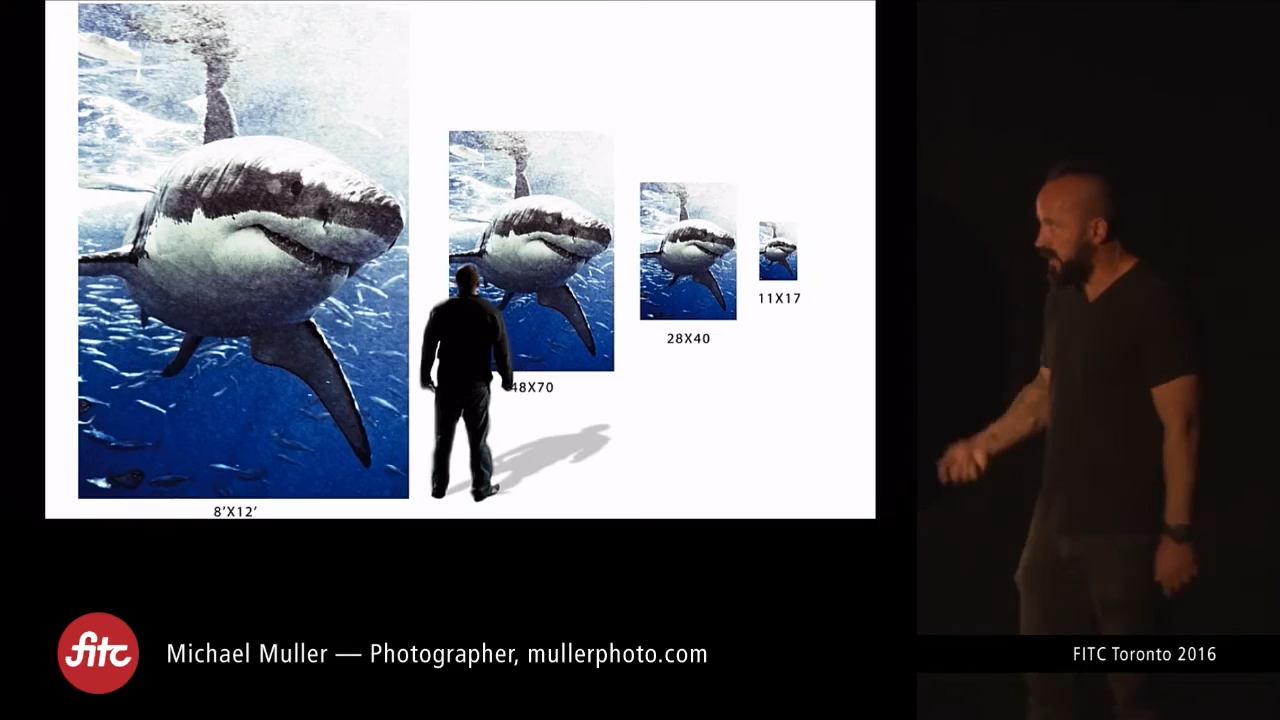 8'X12'
48X70
28X40
11X17
fitc
Michael Muller — Photographer, mullerphoto.com
FITC Toronto 2016